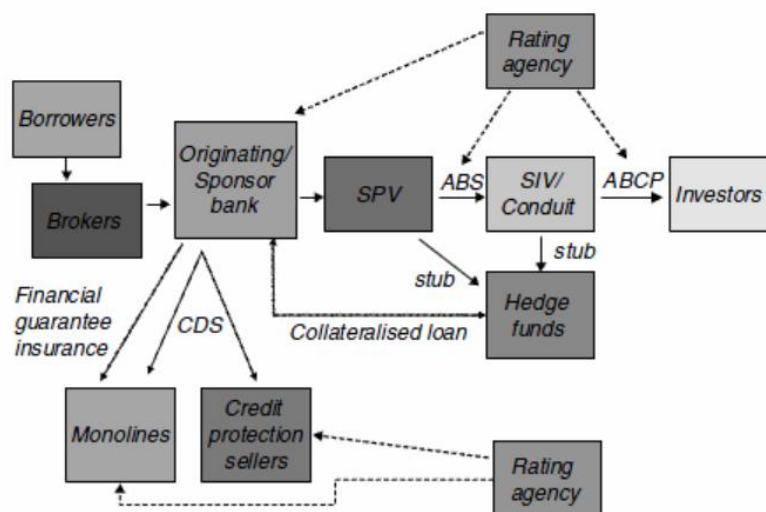 Rating
agency
Borrowers
Originating/
Sponsor
bank
Brokers
SPV
ABS
SIV/
Conduit
ABCP
Investors
stub
stub
Hedge
funds
Financial
guarantee
insurance
CDS
Collateralised loan
Monolines
Credit
protection
sellers
Rating
agency